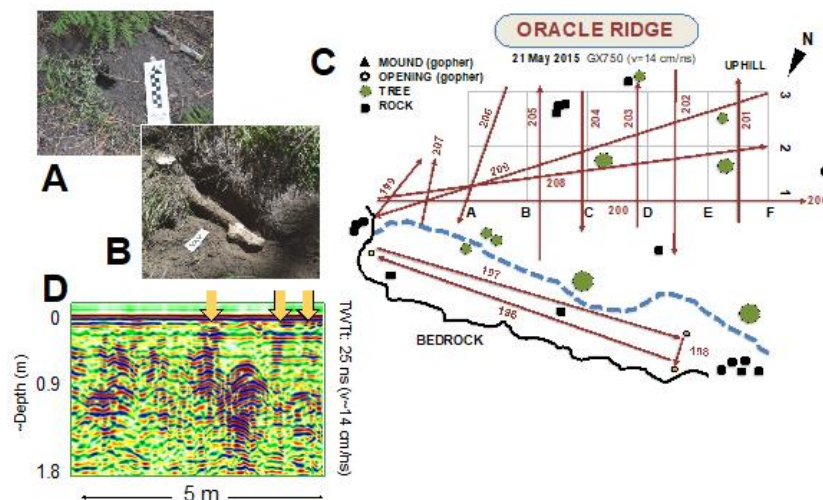 ORACLE RIDGE
21 May 2015 GX750 (v=14 cm/ns)
UPHILL
N
C
MOUND (gopher)
OPENING (gopher)
TREE
ROCK
A
B
206
205
204
203
202
201
207
199
209
208
200
200
3
2
1
A B C D E F
197
196
198
BEDROCK
D
0
0.9
1.8
~Depth (m)
TWTt: 25 ns (v~14 cm/ns)
5 m